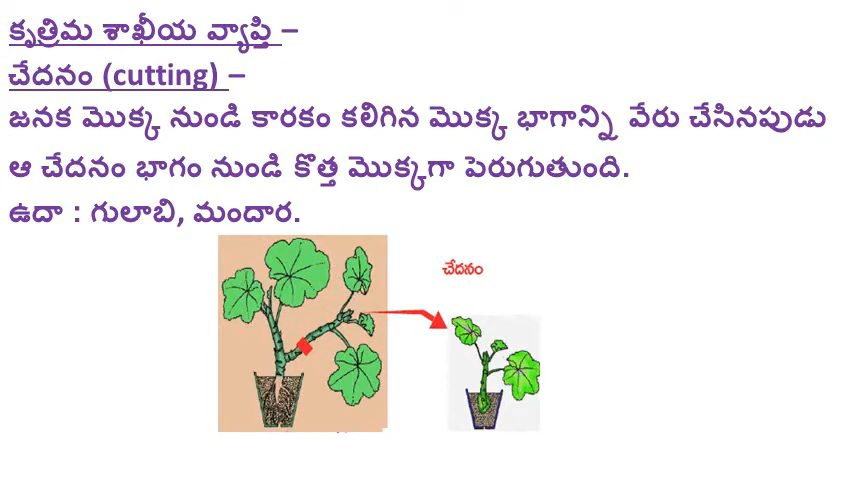 కృత్రిమ శాఖీయ వ్యాప్తి –
చేదనం (cutting) –
జనక మొక్క నుండి కారకం కలిగిన మొక్క భాగాన్ని వేరు చేసినపుడు
ఆ చేదనం భాగం నుండి కొత్త మొక్కగా పెరుగుతుంది.
ఉదా : గులాబి, మందార.
చేదనం